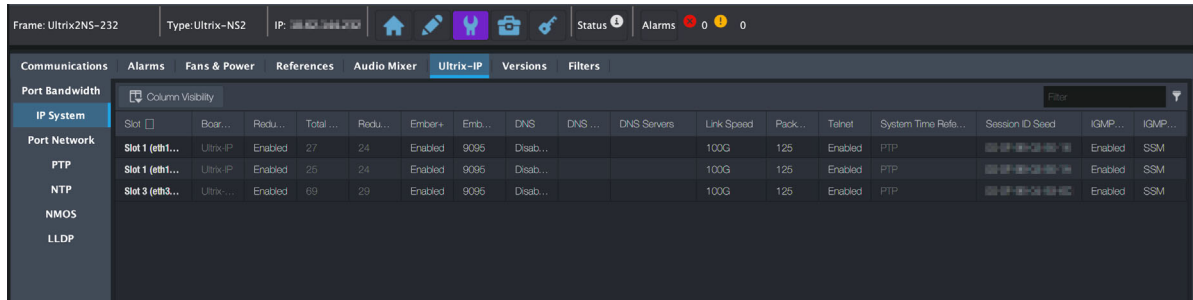 Frame: Ultrix2NS-232 Type:Ultrix-NS2 IP: Status Alarms 0 0
Communications Alarms Fans & Power References Audio Mixer Ultrix-IP Versions Filters
Port Bandwidth
IP System
Port Network
PTP
NTP
NMOS
LLDP
Column Visibility Filter
Slot Boar... Redu... Total ... Redu... Ember+ Emb... DNS DNS ... DNS Servers Link Speed Pack... Telnet System Time Refe... Session ID Seed IGMP... IGMP...
Slot 1 (eth1... Ultrix-IP Enabled 27 24 Enabled 9095 Disab... 100G 125 Enabled PTP Enabled SSM
Slot 1 (eth1... Ultrix-IP Enabled 25 24 Enabled 9095 Disab... 100G 125 Enabled PTP Enabled SSM
Slot 3 (eth3... Ultrix-... Enabled 69 29 Enabled 9095 Disab... 100G 125 Enabled PTP Enabled SSM